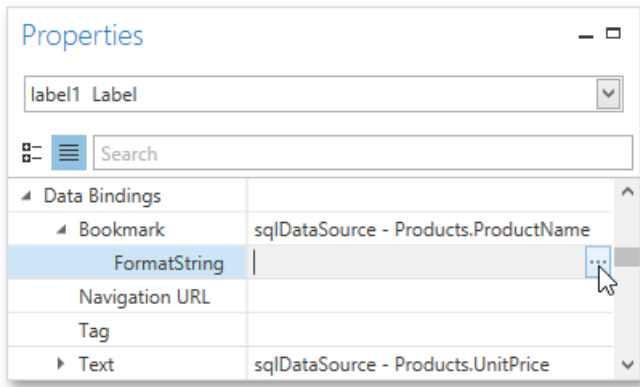 Properties
label1 Label
Search
Data Bindings
Bookmark sqlDataSource - Products.ProductName
FormatString ...
Navigation URL
Tag
Text sqlDataSource - Products.UnitPrice